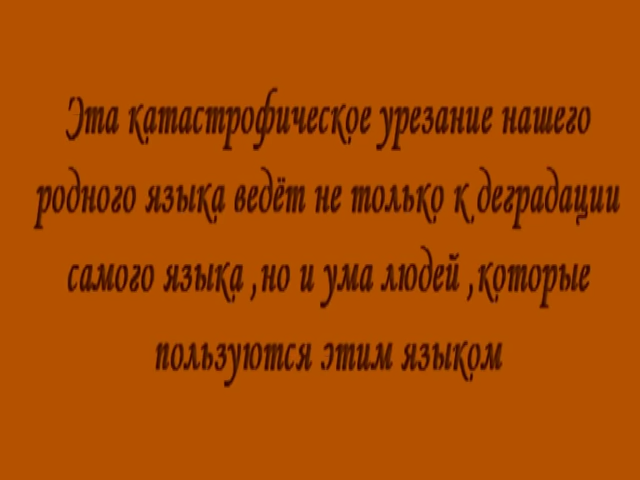 Эта катастрофическое урезание нашего
родного языка ведёт не только к деградации
самого языка ,но и ума людей ,которые
пользуются этим языком